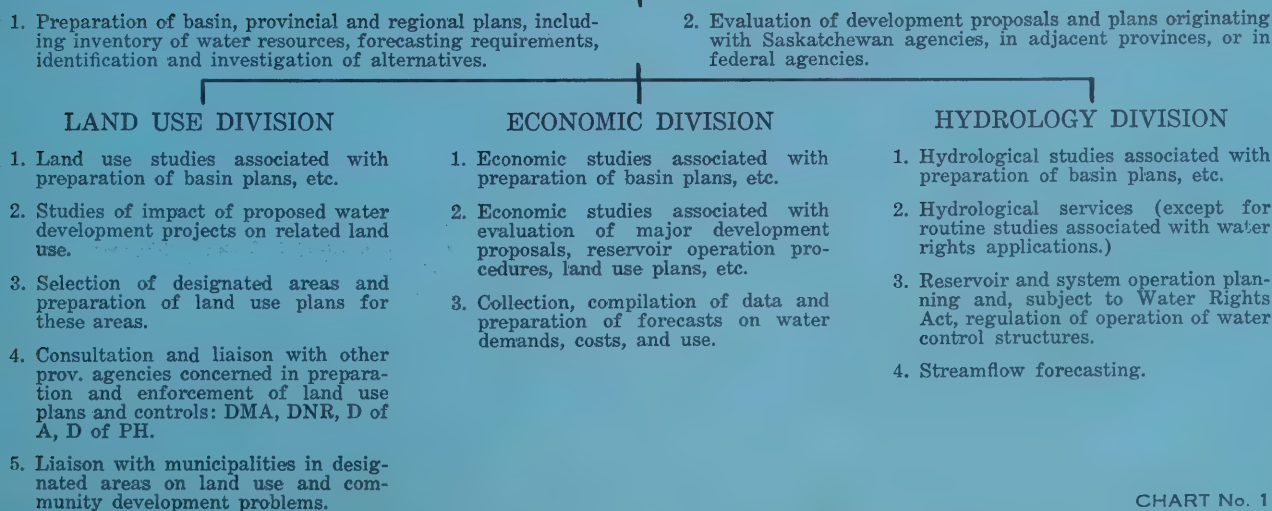 1. Preparation of basin, provincial and regional plans, includ-
ing inventory of water resources, forecasting requirements,
identification and investigation of alternatives.
2. Evaluation of development proposals and plans originating
with Saskatchewan agencies, in adjacent provinces, or in
federal agencies.
LAND USE DIVISION
1. Land use studies associated with
preparation of basin plans, etc.
2. Studies of impact of proposed water
development projects on related land
use.
3. Selection of designated areas and
preparation of land use plans for
these areas.
4. Consultation and liaison with other
prov. agencies concerned in prepara-
tion and enforcement of land use
plans and controls: DMA, DNR, D of
A, D of PH.
5. Liaison with municipalities in desig-
nated areas on land use and com-
munity development problems.
ECONOMIC DIVISION
1. Economic studies associated with
preparation of basin plans, etc.
2. Economic studies associated with
evaluation of major development
proposals, reservoir operation pro-
cedures, land use plans, etc.
3. Collection, compilation of data and
preparation of forecasts on water
demands, costs, and use.
HYDROLOGY DIVISION
1. Hydrological studies associated with
preparation of basin plans, etc.
2. Hydrological services (except for
routine studies associated with water
rights applications.)
3. Reservoir and system operation plan-
ning and, subject to Water Rights
Act, regulation of operation of water
control structures.
4. Streamflow forecasting.
CHART No. 1